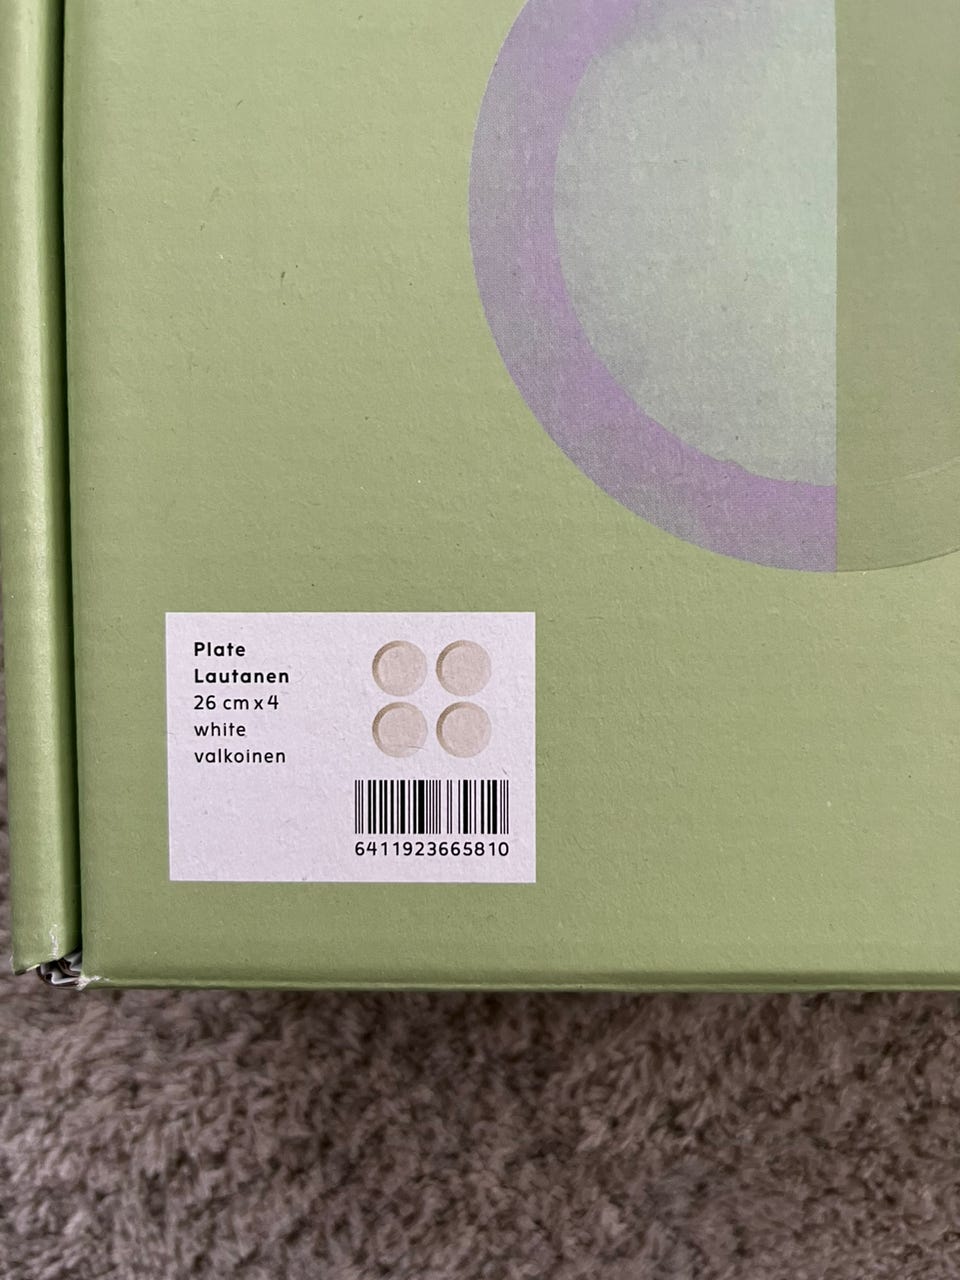 Plate
Lautanen
26 cm x 4
white
valkoinen
6411923665810